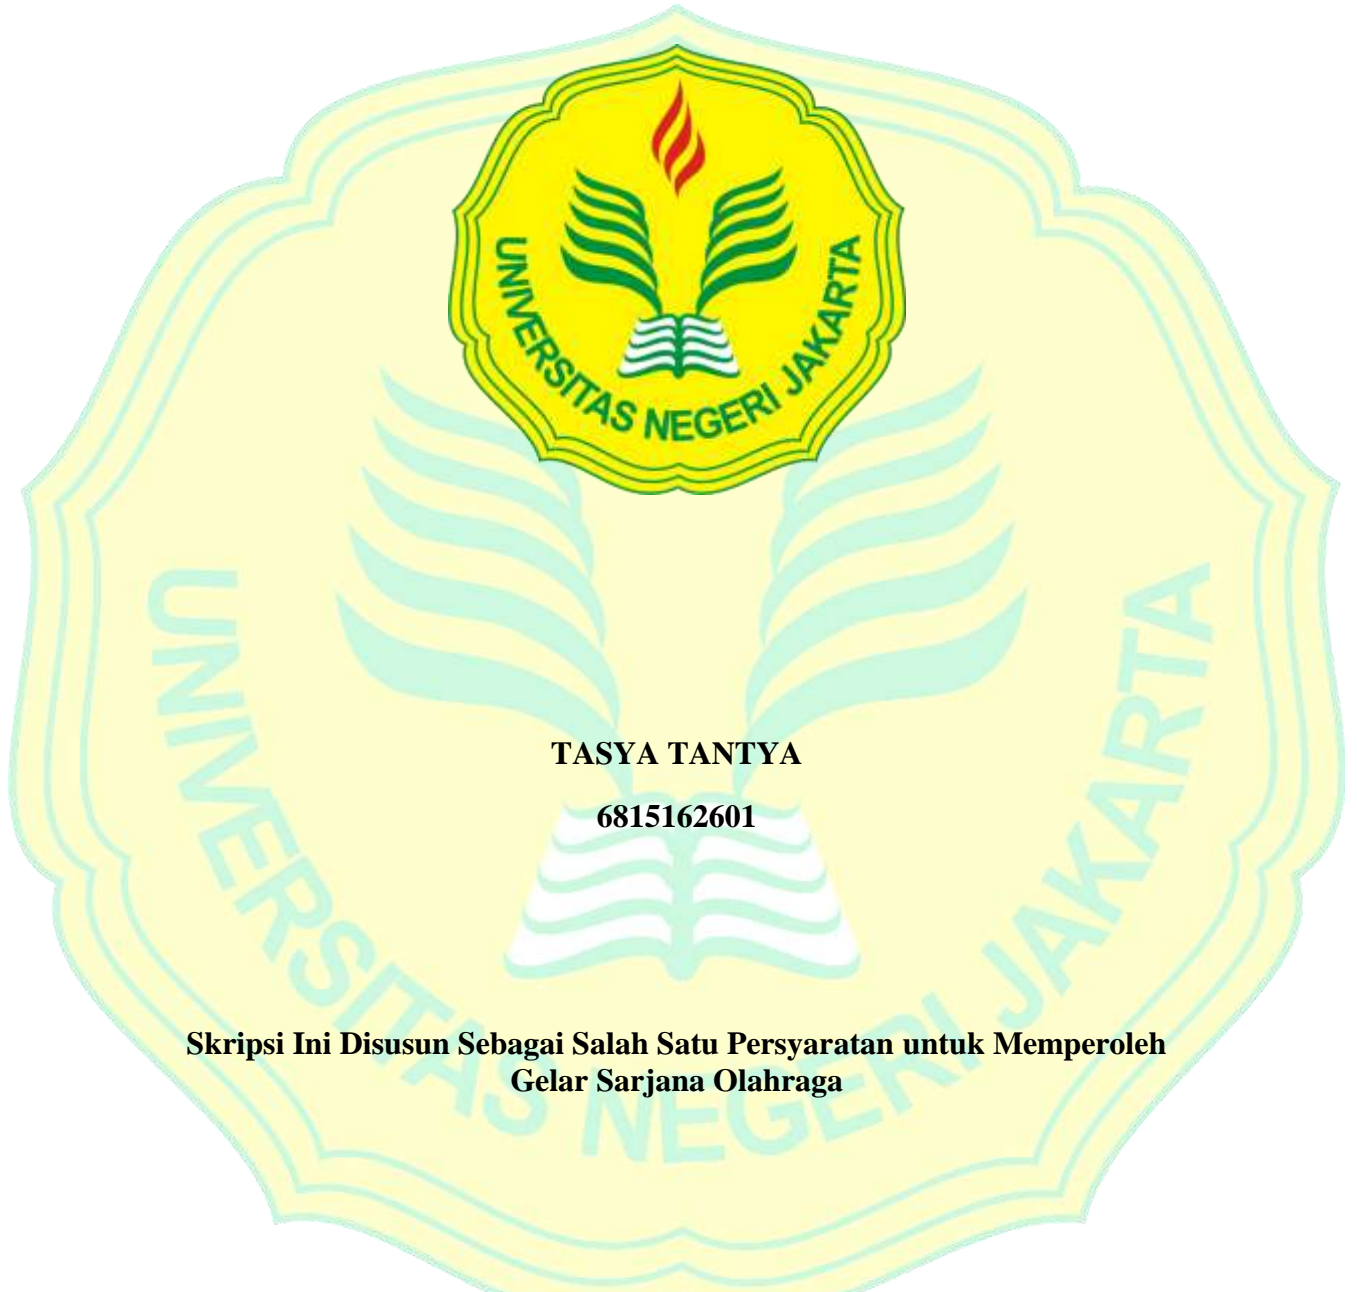 UNIVERSITAS NEGERI JAKARTA
TASYA TANTYA
6815162601
Skripsi Ini Disusun Sebagai Salah Satu Persyaratan untuk Memperoleh
Gelar Sarjana Olahraga
UNIVERSITAS NEGERI JAKARTA